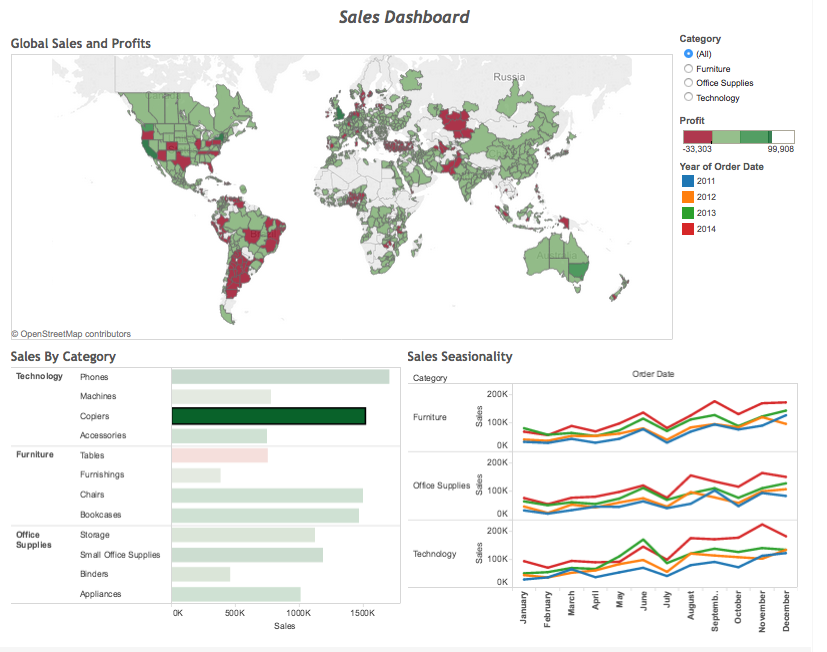 Sales Dashboard
Global Sales and Profits
Russia
© OpenStreetMap contributors
Category
(All)
Furniture
Office Supplies
Technology
Profit
-33,303 99,908
Year of Order Date
2011
2012
2013
2014
Sales By Category
Technology Phones
Machines
Copiers
Accessories
Furniture Tables
Furnishings
Chairs
Bookcases
Office Storage
Supplies Small Office Supplies
Binders
Appliances
0K 500K 1000K 1500K
Sales
Sales Seasionality
Order Date
Category
Furniture Sales 200K
100K
0K
Office Supplies Sales 200K
100K
0K
Technology Sales 200K
100K
0K
January February March April May June July August Septemb.. October November December